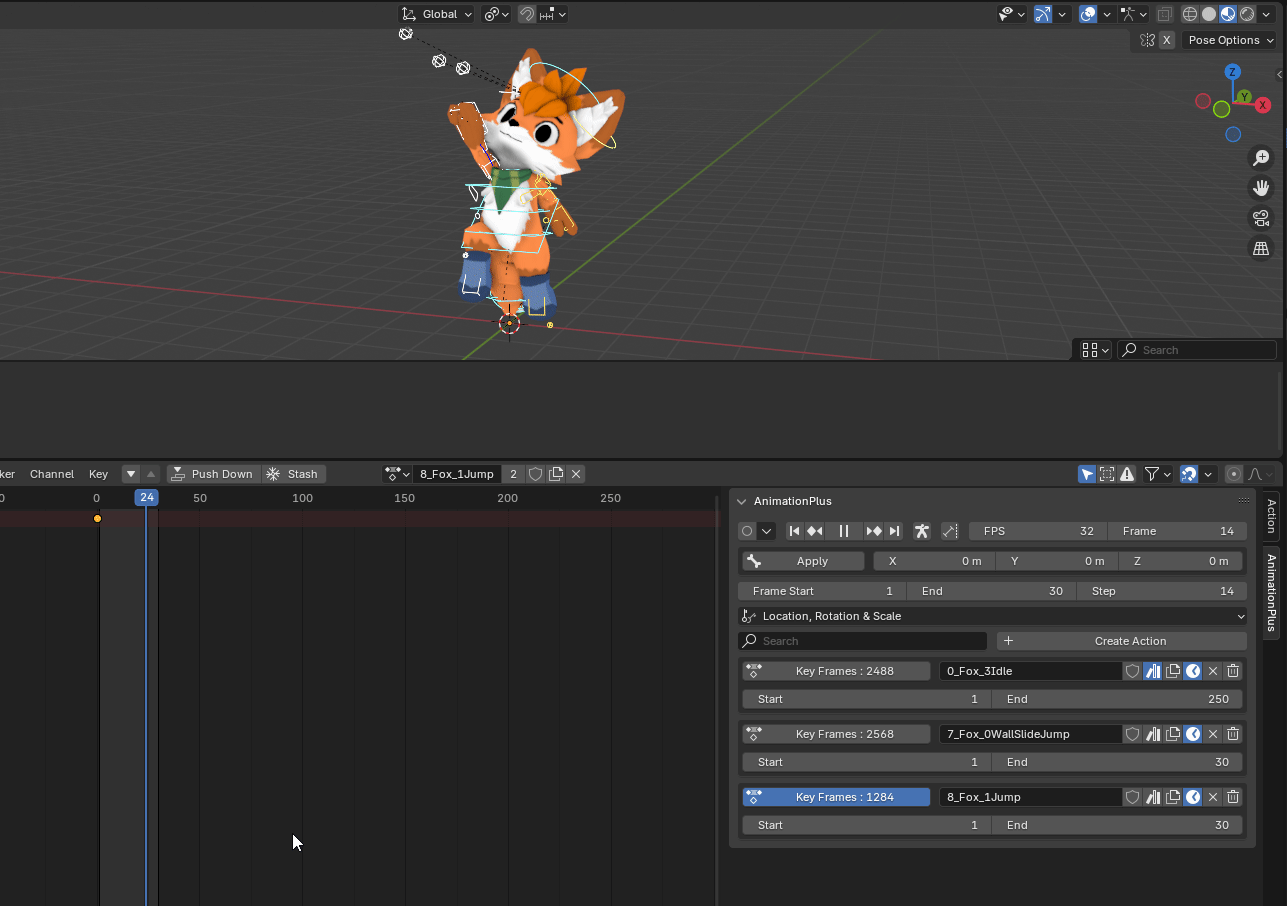 Global
X Pose Options
Z
Y
X
Search
ker Channel Key Push Down Stash 8_Fox_1Jump 2
0 0 24 50 100 150 200 250
AnimationPlus
Action
AnimationPlus
FPS 32 Frame 14
Apply X 0 m Y 0 m Z 0 m
Frame Start 1 End 30 Step 14
Location, Rotation & Scale
Search Create Action
Key Frames : 2488 0_Fox_3Idle
Start 1 End 250
Key Frames : 2568 7_Fox_0WallSlideJump
Start 1 End 30
Key Frames : 1284 8_Fox_1Jump
Start 1 End 30